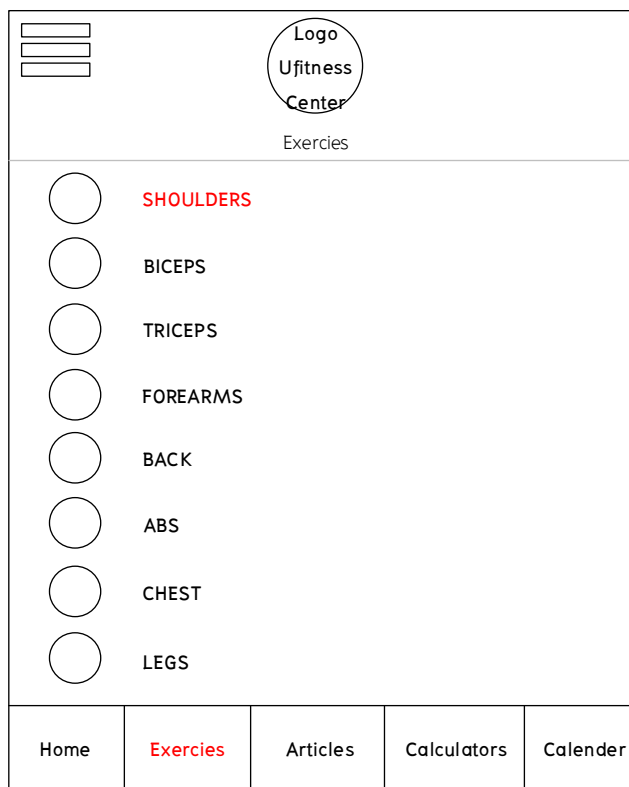 Logo
Ufitness
Center
Exercies
SHOULDERS
BICEPS
TRICEPS
FOREARMS
BACK
ABS
CHEST
LEGS
Home Exercies Articles Calculators Calender